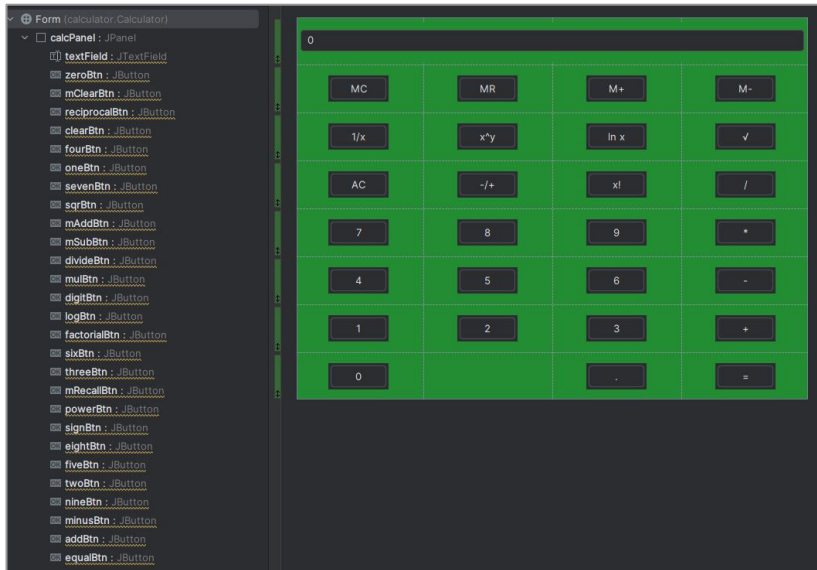 Form (calculator.Calculator)
calcPanel : JPanel
textField : JTextField
zeroBtn : JButton
mClearBtn : JButton
reciprocalBtn : JButton
clearBtn : JButton
fourBtn : JButton
oneBtn : JButton
sevenBtn : JButton
sqrBtn : JButton
mAddBtn : JButton
mSubBtn : JButton
divideBtn : JButton
mulBtn : JButton
digitBtn : JButton
logBtn : JButton
factorialBtn : JButton
sixBtn : JButton
threeBtn : JButton
mRecallBtn : JButton
powerBtn : JButton
signBtn : JButton
eightBtn : JButton
fiveBtn : JButton
twoBtn : JButton
nineBtn : JButton
minusBtn : JButton
addBtn : JButton
equalBtn : JButton
0
MC MR M+ M-
1/x x^y ln x √
AC -/+ x! /
7 8 9 *
4 5 6 -
1 2 3 +
0 . =